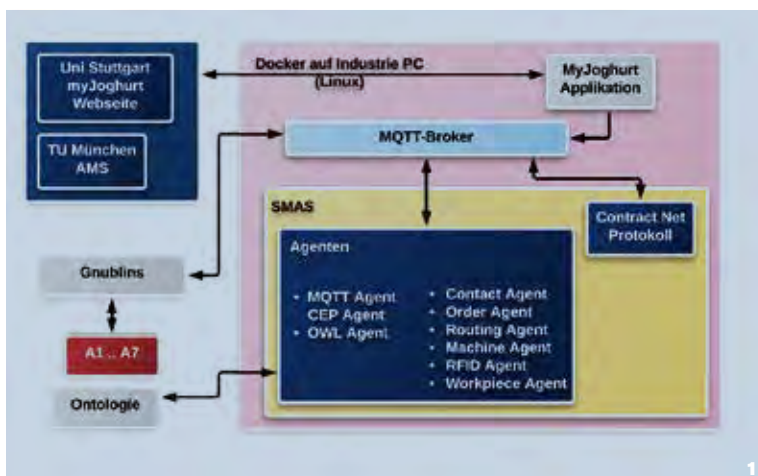 Uni Stuttgart
myJoghurt
Webseite
TU München
AMS
Docker auf Industrie PC
(Linux)
MyJoghurt
Applikation
MQTT-Broker
SMAS
Contract Net
Protokoll
Agenten
• MQTT Agent
CEP Agent
• OWL Agent
• Contact Agent
• Order Agent
• Routing Agent
• Machine Agent
• RFID Agent
• Workpiece Agent
Gnublins
A1 .. A7
Ontologie
1